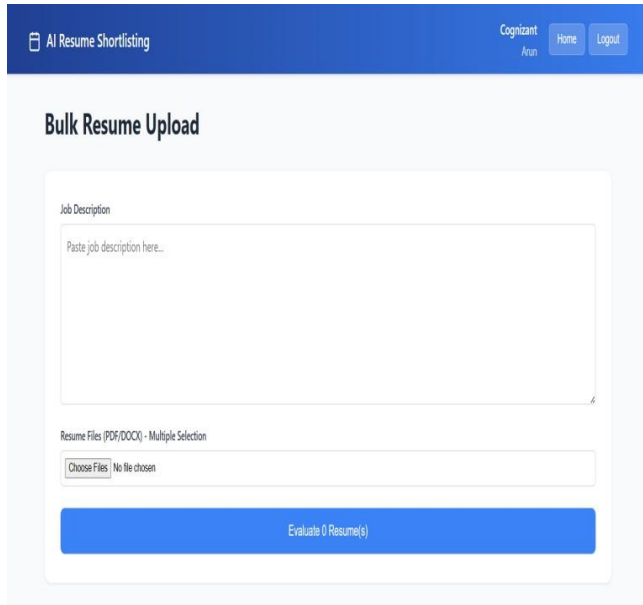 AI Resume Shortlisting
Cognizant
Arun
Home
Logout
Bulk Resume Upload
Job Description
Paste job description here...
Resume Files (PDF/DOCX) - Multiple Selection
Choose Files No file chosen
Evaluate 0 Resume(s)